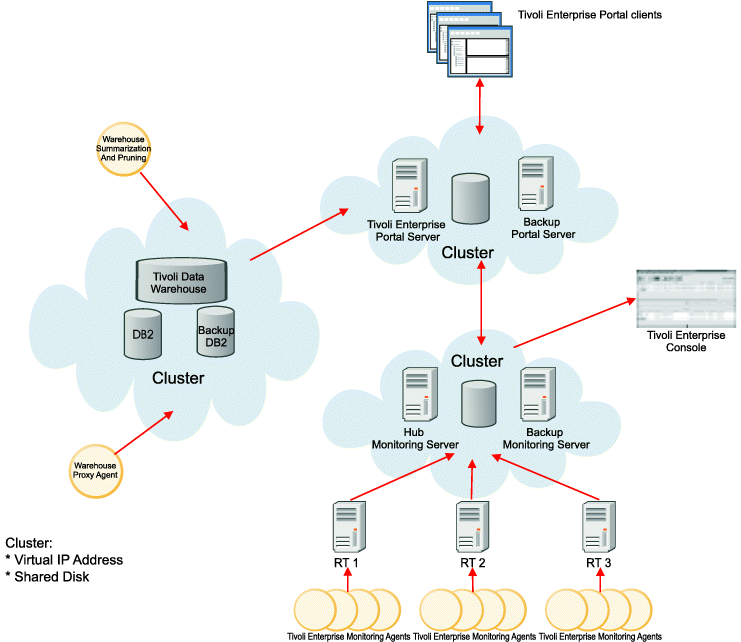 Tivoli Enterprise Portal clients
Warehouse
Summarization
And Pruning
Tivoli Enterprise
Portal Server
Backup
Portal Server
Cluster
Tivoli Data
Warehouse
DB2
Backup
DB2
Cluster
Tivoli Enterprise
Console
Cluster
Hub
Monitoring Server
Backup
Monitoring Server
Warehouse
Proxy Agent
Cluster:
* Virtual IP Address
* Shared Disk
RT 1
RT 2
RT 3
Tivoli Enterprise Monitoring Agents
Tivoli Enterprise Monitoring Agents
Tivoli Enterprise Monitoring Agents